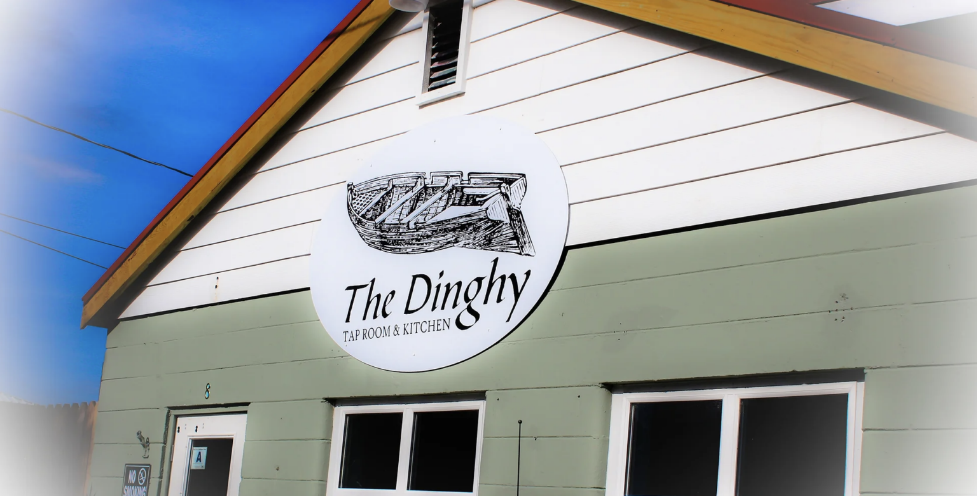 The Dinghy
TAP ROOM & KITCHEN
8
A
NO
SMOKING